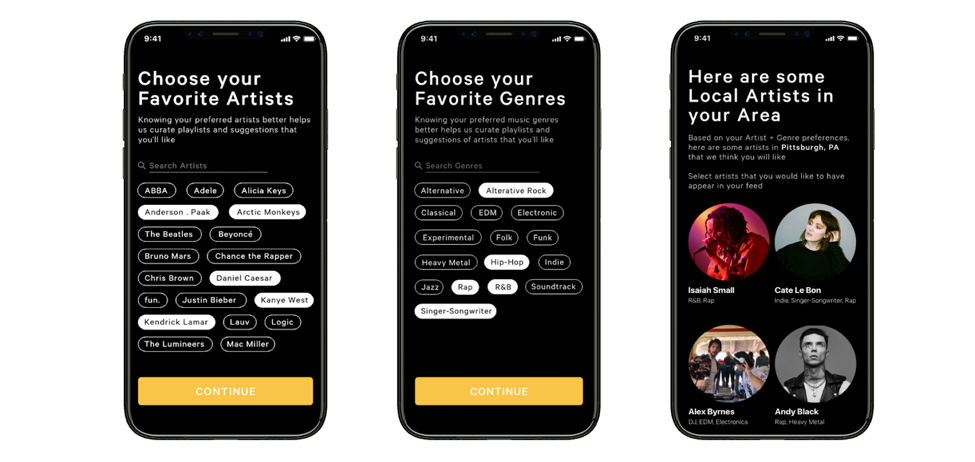 9:41
Choose your
Favorite Artists
Knowing your preferred artists better helps
us curate playlists and suggestions that
you'll like
Search Artists
ABBA Adele Alicia Keys
Anderson . Paak Arctic Monkeys
The Beatles Beyoncé
Bruno Mars Chance the Rapper
Chris Brown Daniel Caesar
fun. Justin Bieber Kanye West
Kendrick Lamar Lauv Logic
The Lumineers Mac Miller
CONTINUE
9:41
Choose your
Favorite Genres
Knowing your preferred music genres
better helps us curate playlists and
suggestions of artists that you'll like
Search Genres
Alternative Alterative Rock
Classical EDM Electronic
Experimental Folk Funk
Heavy Metal Hip-Hop Indie
Jazz Rap R&B Soundtrack
Singer-Songwriter
CONTINUE
9:41
Here are some
Local Artists in
your Area
Based on your Artist + Genre preferences,
here are some artists in Pittsburgh, PA
that we think you will like
Select artists that you would like to have
appear in your feed
Isaiah Small Cate Le Bon
R&B, Rap Indie, Singer-Songwriter, Rap
Alex Byrnes Andy Black
DJ, EDM, Electronica Rap, Heavy Metal